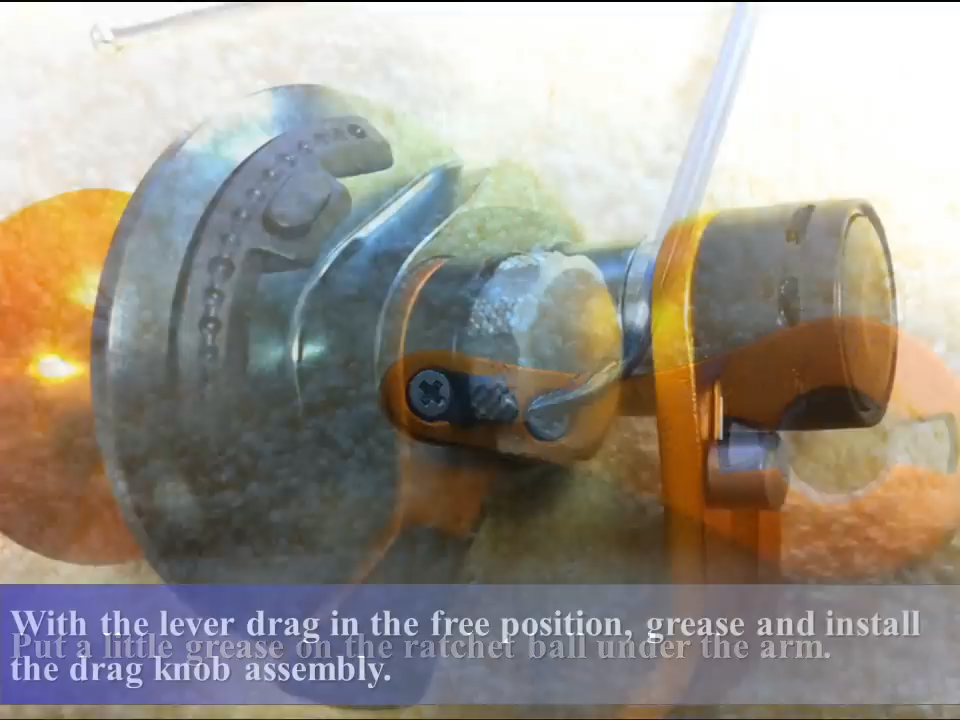 With the lever drag in the free position, grease and install
Put a little grease on the ratchet ball under the arm.
the drag knob assembly.